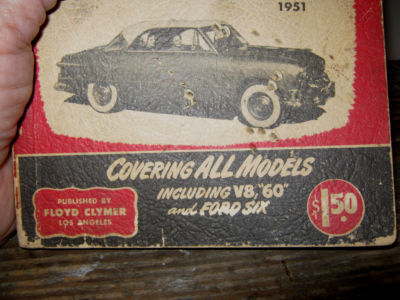 1951
COVERING ALL MODELS
INCLUDING V8, "60"
and FORD SIX
PUBLISHED BY
FLOYD CLYMER
LOS ANGELES
$1.50